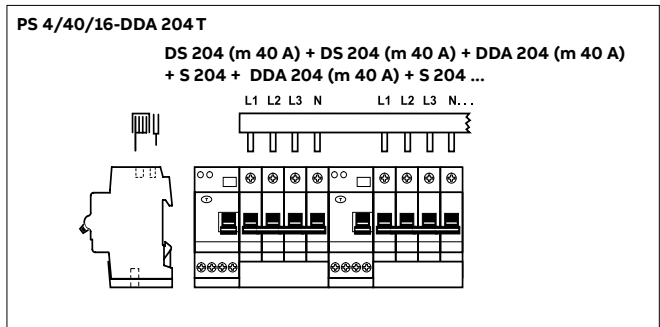 PS 4/40/16-DDA 204 T
DS 204 (m 40 A) + DS 204 (m 40 A) + DDA 204 (m 40 A)
+ S 204 + DDA 204 (m 40 A) + S 204 ...
L1 L2 L3 N L1 L2 L3 N...
T T